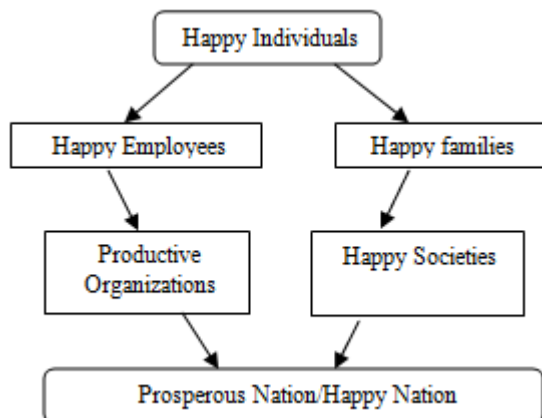 Happy Individuals
Happy Employees
Happy families
Productive
Organizations
Happy Societies
Prosperous Nation/Happy Nation